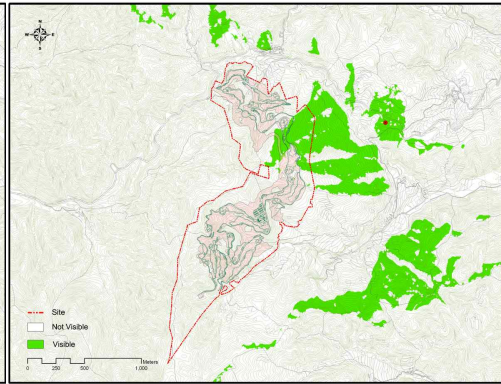 N
W E
S
Site
Not Visible
Visible
Meters
0 250 500 1,000